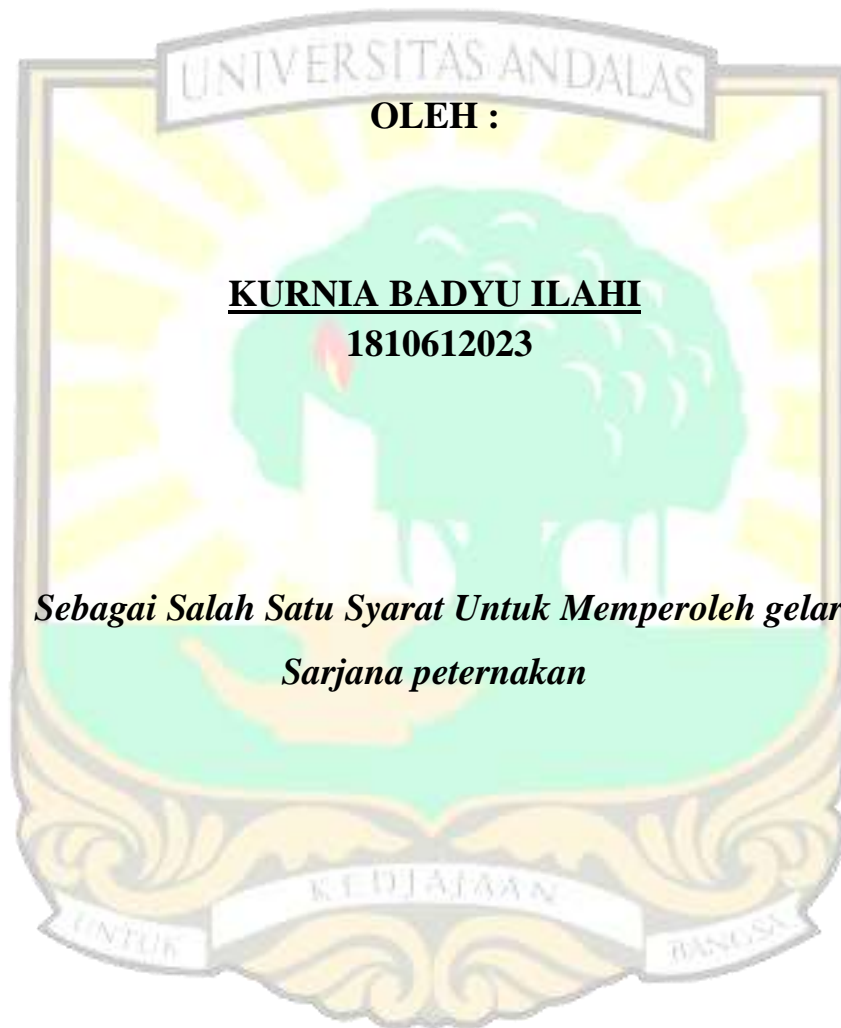 UNIVERSITAS ANDALAS
OLEH :
KURNIA BADYU ILAHI
1810612023
Sebagai Salah Satu Syarat Untuk Memperoleh gelar
Sarjana peternakan
UNTUK
KEDJAJAAN
BANGSA